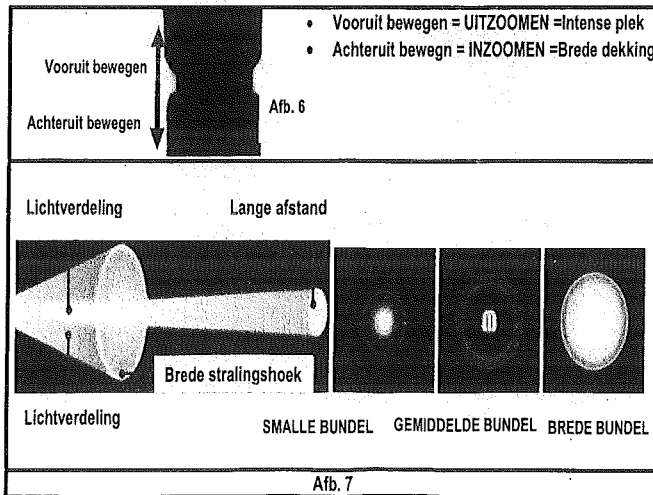 • Vooruit bewegen = UITZOOMEN =Intense plek
• Achteruit bewegn = INZOOMEN =Brede dekking
Vooruit bewegen
Afb. 6
Achteruit bewegen
Lichtverdeling
Lange afstand
Brede stralingshoek
Lichtverdeling
SMALLE BUNDEL GEMIDDELDE BUNDEL BREDE BUNDEL
Afb. 7